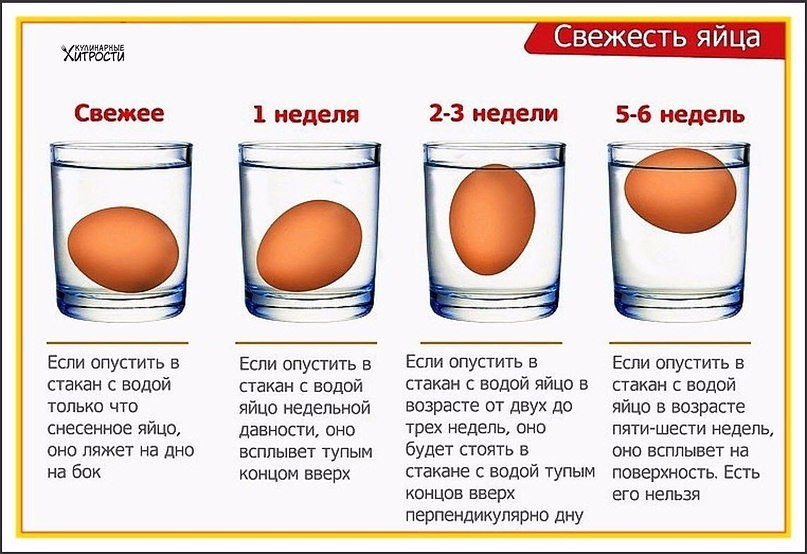 КУЛИНАРНЫЕ
ХИТРОСТИ
Свежесть яйца
Свежее
Если опустить в
стакан с водой
только что
снесенное яйцо,
оно ляжет на дно
на бок
1 неделя
Если опустить в
стакан с водой
яйцо недельной
давности, оно
всплывет тупым
концом вверх
2-3 недели
Если опустить в
стакан с водой яйцо в
возрасте от двух до
трех недель, оно
будет стоять в
стакане с водой тупым
концов вверх
перпендикулярно дну
5-6 недель
Если опустить в
стакан с водой
яйцо в возрасте
пяти-шести недель,
оно всплывет на
поверхность. Есть
его нельзя